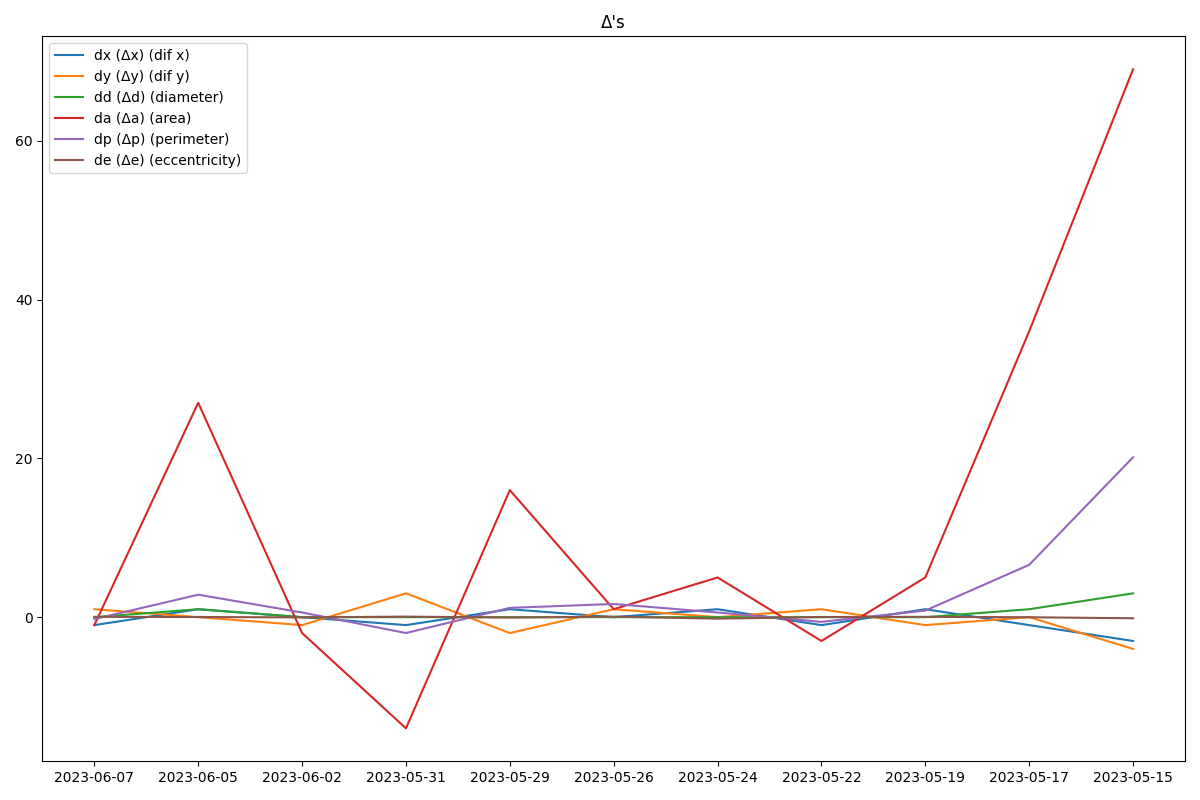 Δ's
dx (Δx) (dif x)
dy (Δy) (dif y)
dd (Δd) (diameter)
da (Δa) (area)
dp (Δp) (perimeter)
de (Δe) (eccentricity)
60
40
20
0
2023-06-07 2023-06-05 2023-06-02 2023-05-31 2023-05-29 2023-05-26 2023-05-24 2023-05-22 2023-05-19 2023-05-17 2023-05-15